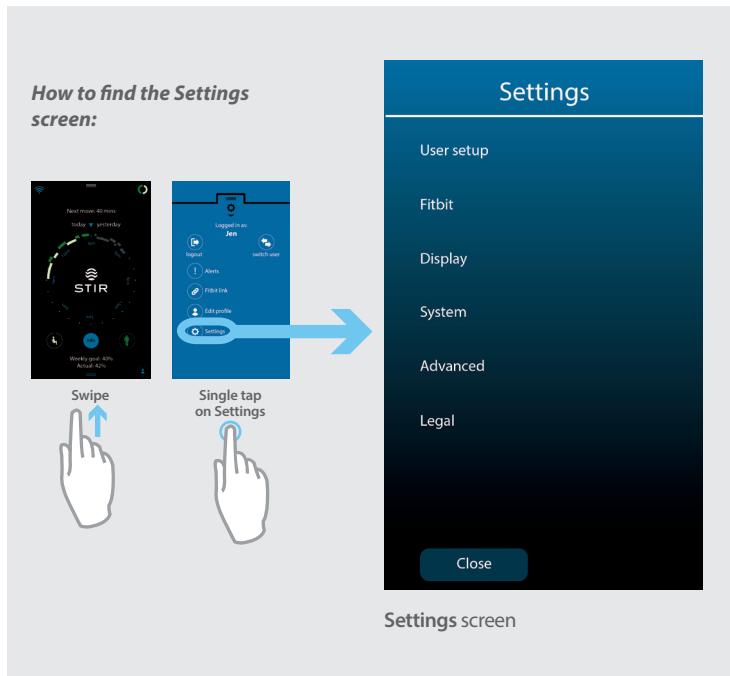 How to find the Settings
screen:
Next move: 40 mins
today yesterday
STIR
Weekly goal: 40%
Actual: 42%
Swipe
Logged in as:
Jen
logout
switch user
Alerts
Fitbit link
Edit profile
Settings
Single tap
on Settings
Settings
User setup
Fitbit
Display
System
Advanced
Legal
Close
Settings screen